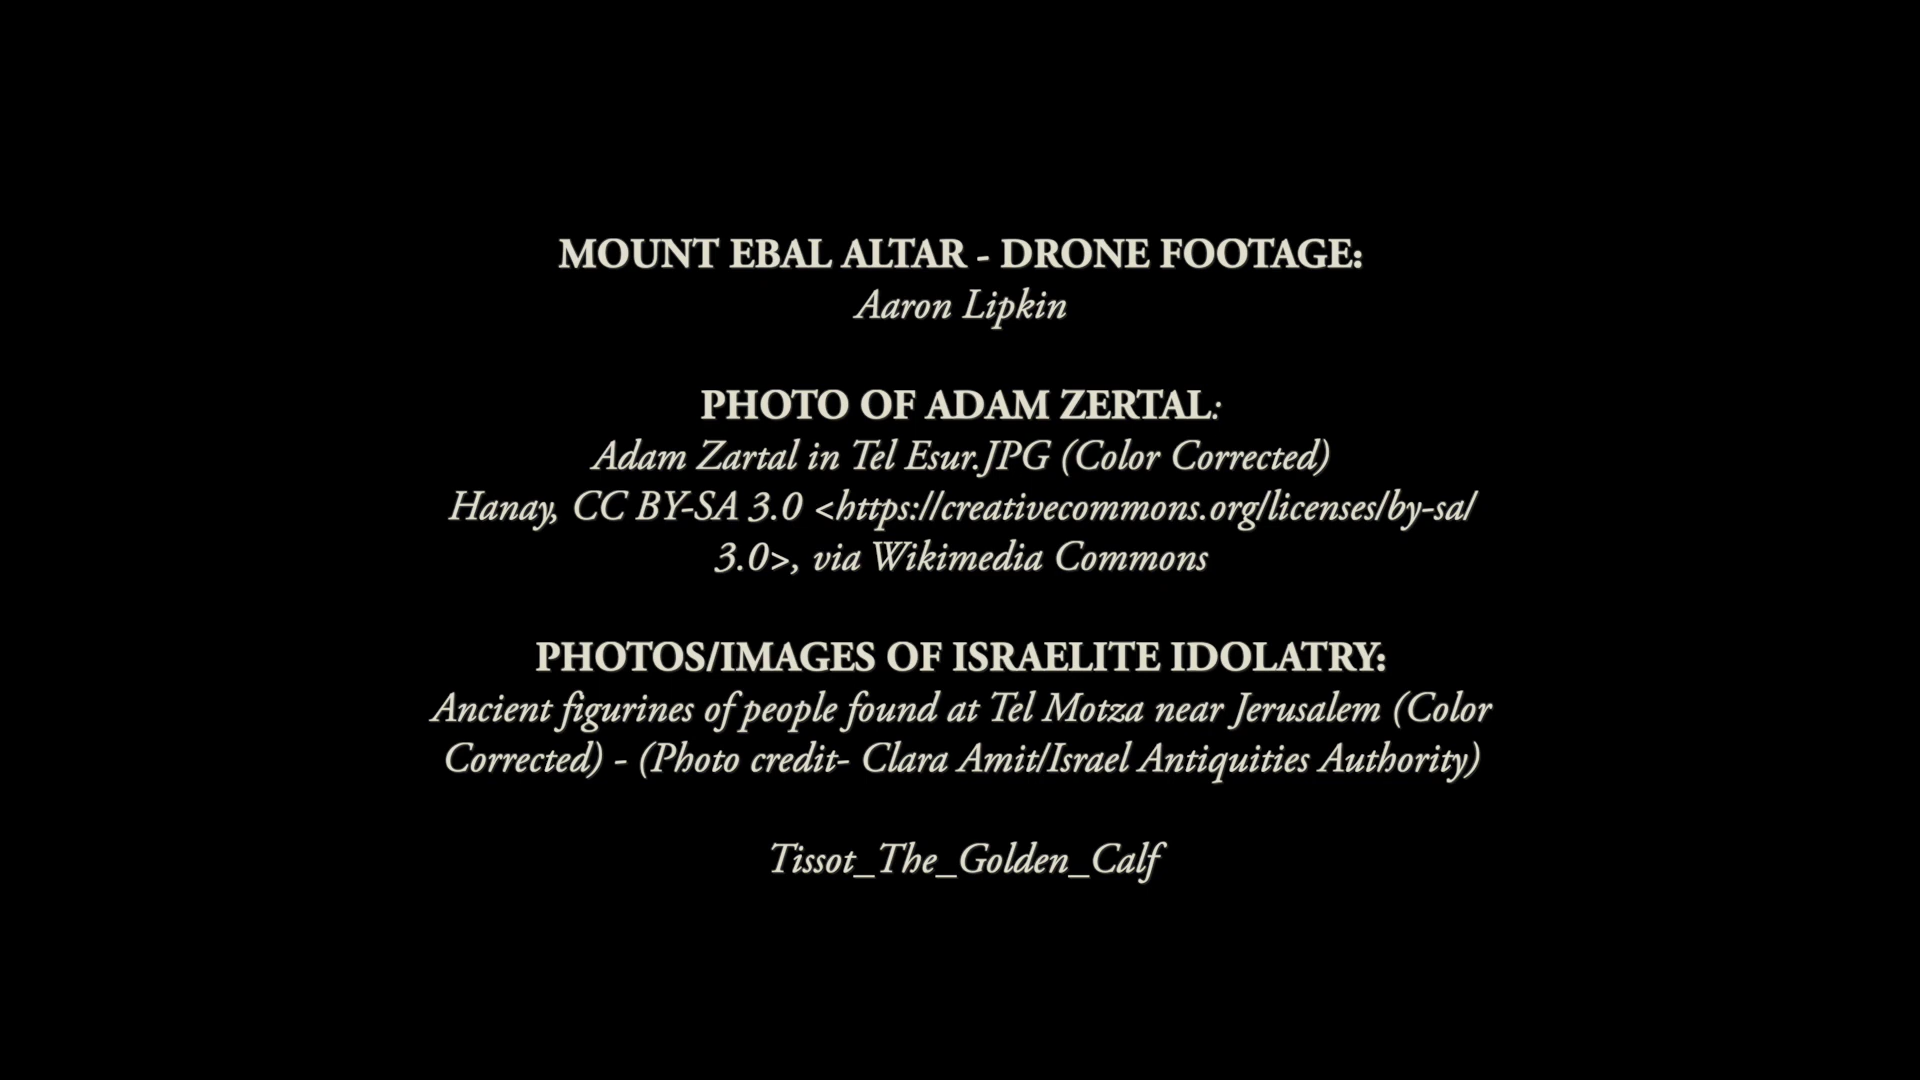 MOUNT EBAL ALTAR - DRONE FOOTAGE:
Aaron Lipkin
PHOTO OF ADAM ZERTAL:
Adam Zartal in Tel Esur.JPG (Color Corrected)
Hanay, CC BY-SA 3.0 <https://creativecommons.org/licenses/by-sa/
3.0>, via Wikimedia Commons
PHOTOS/IMAGES OF ISRAELITE IDOLATRY:
Ancient figurines of people found at Tel Motza near Jerusalem (Color
Corrected) - (Photo credit- Clara Amit/Israel Antiquities Authority)
Tissot_The_Golden_Calf